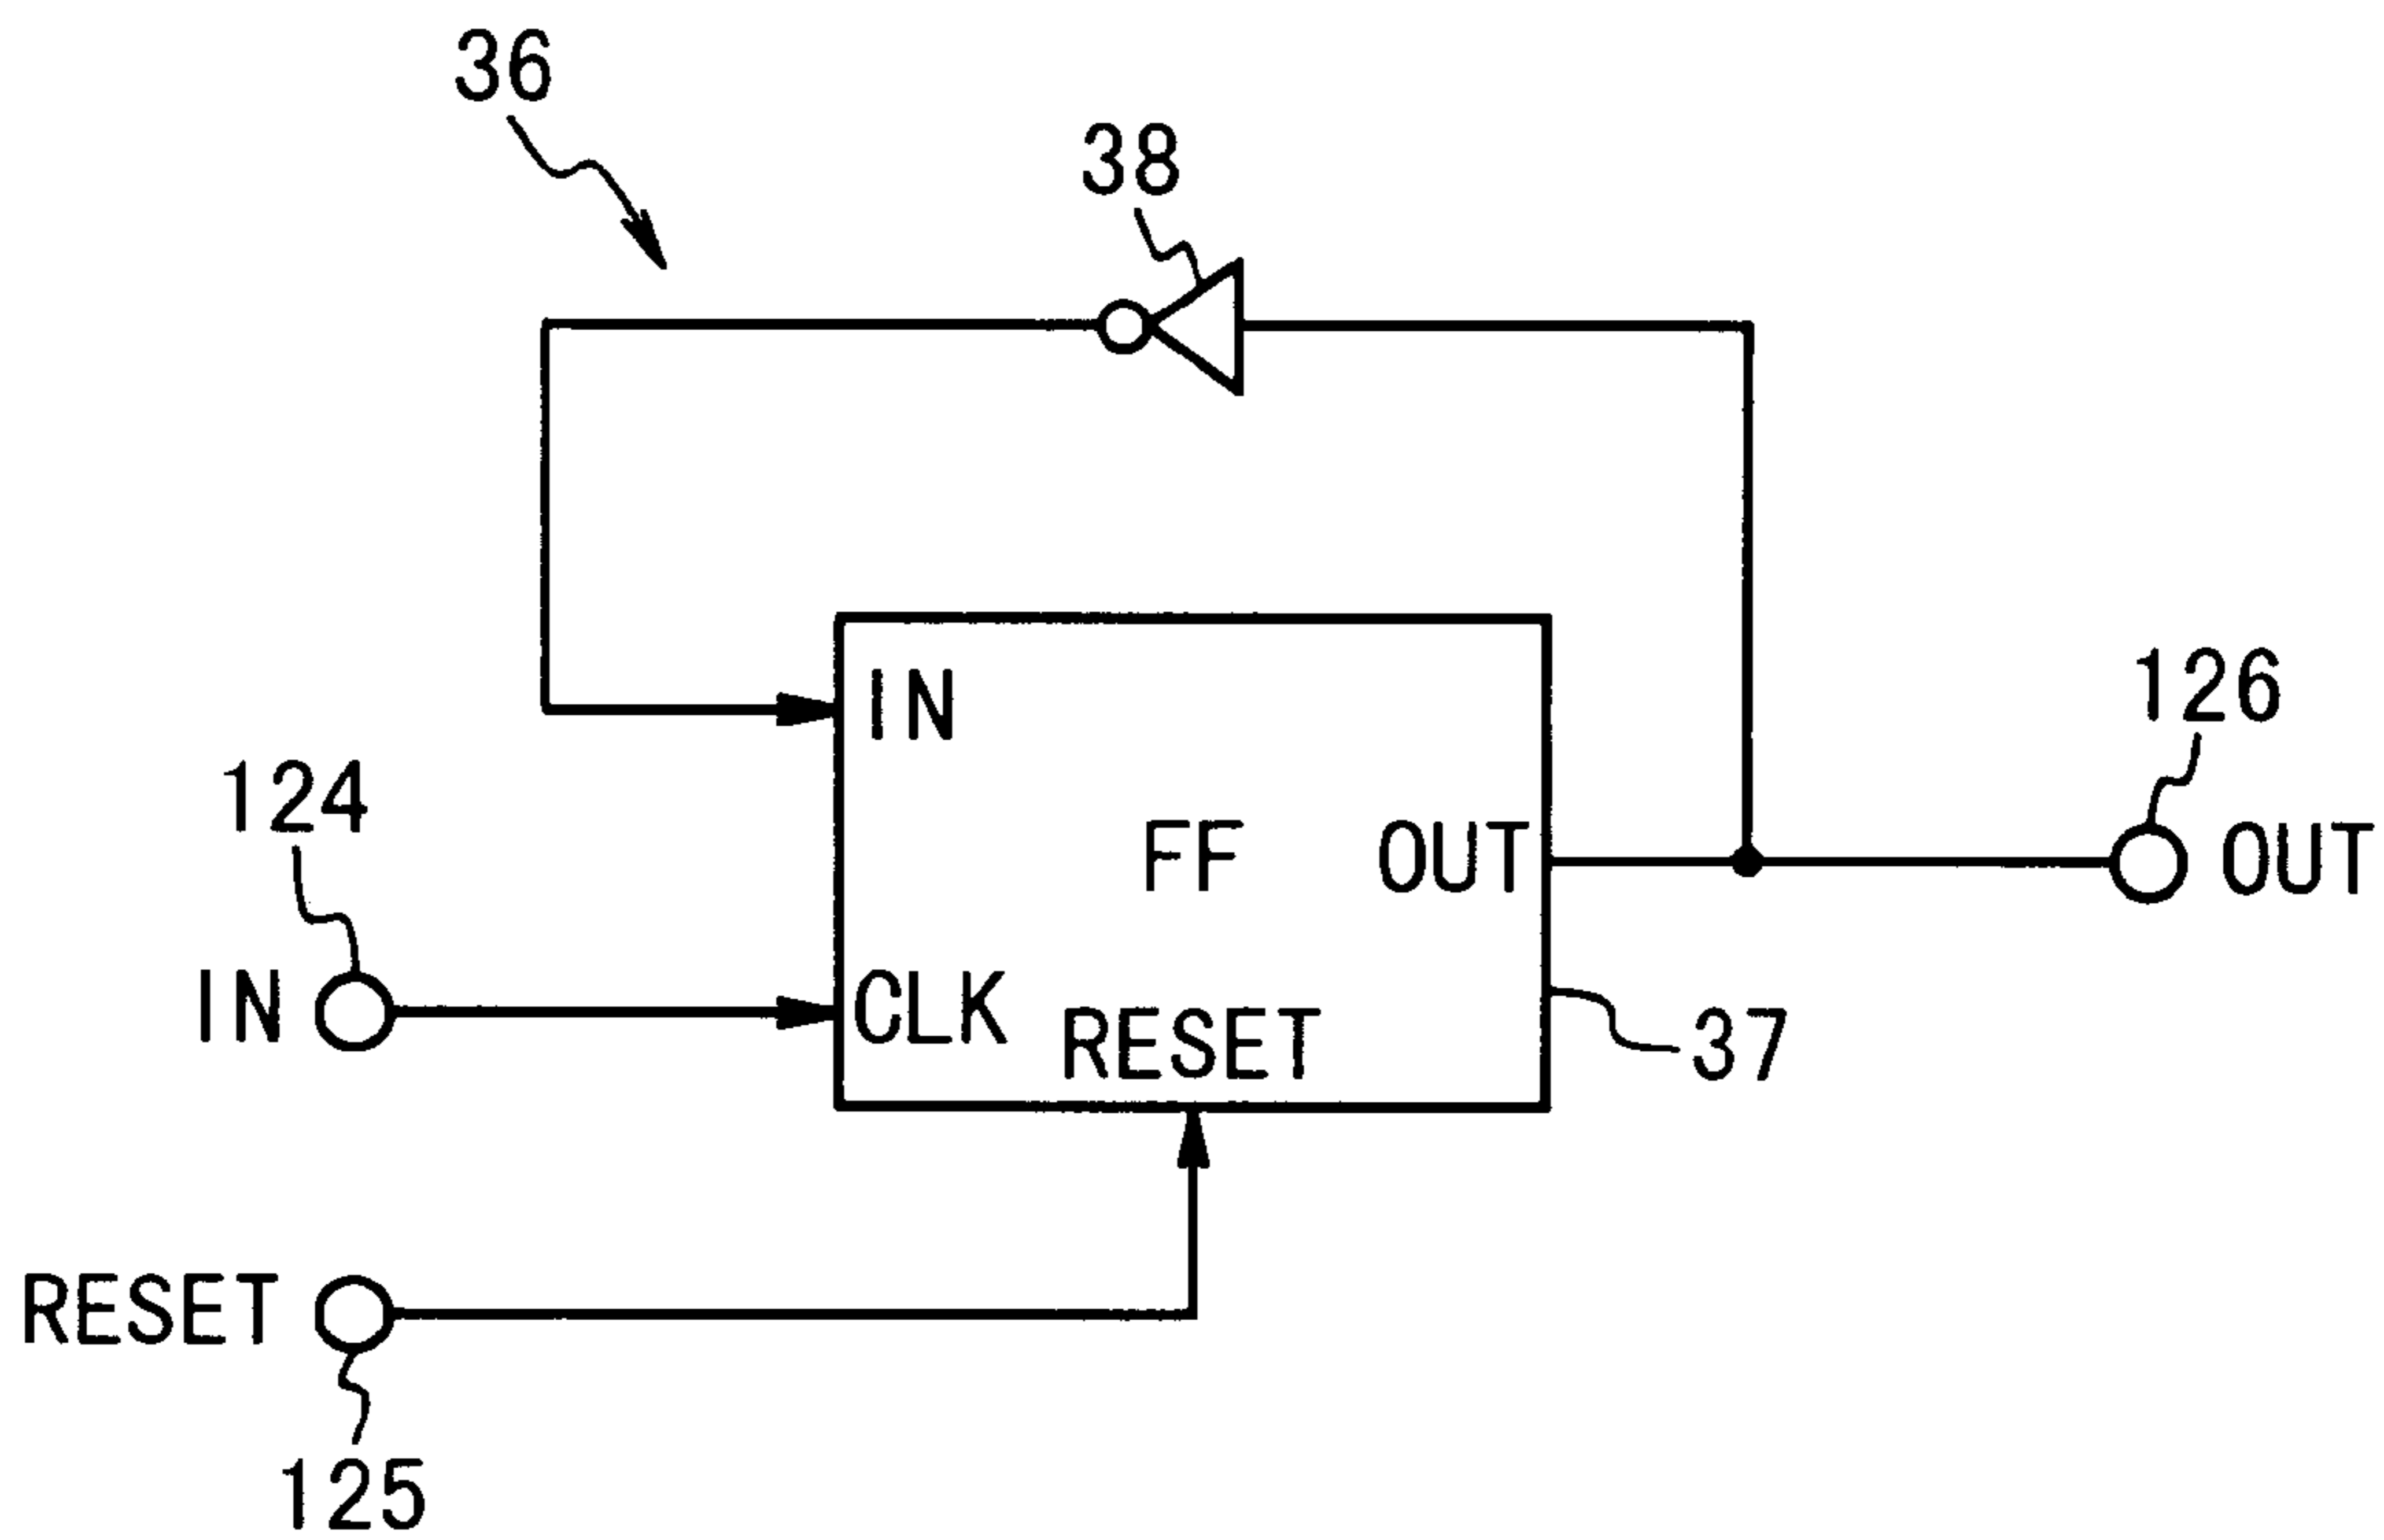 36
38
IN
126
124
FF
OUT
OUT
IN
CLK
RESET
37
RESET
125